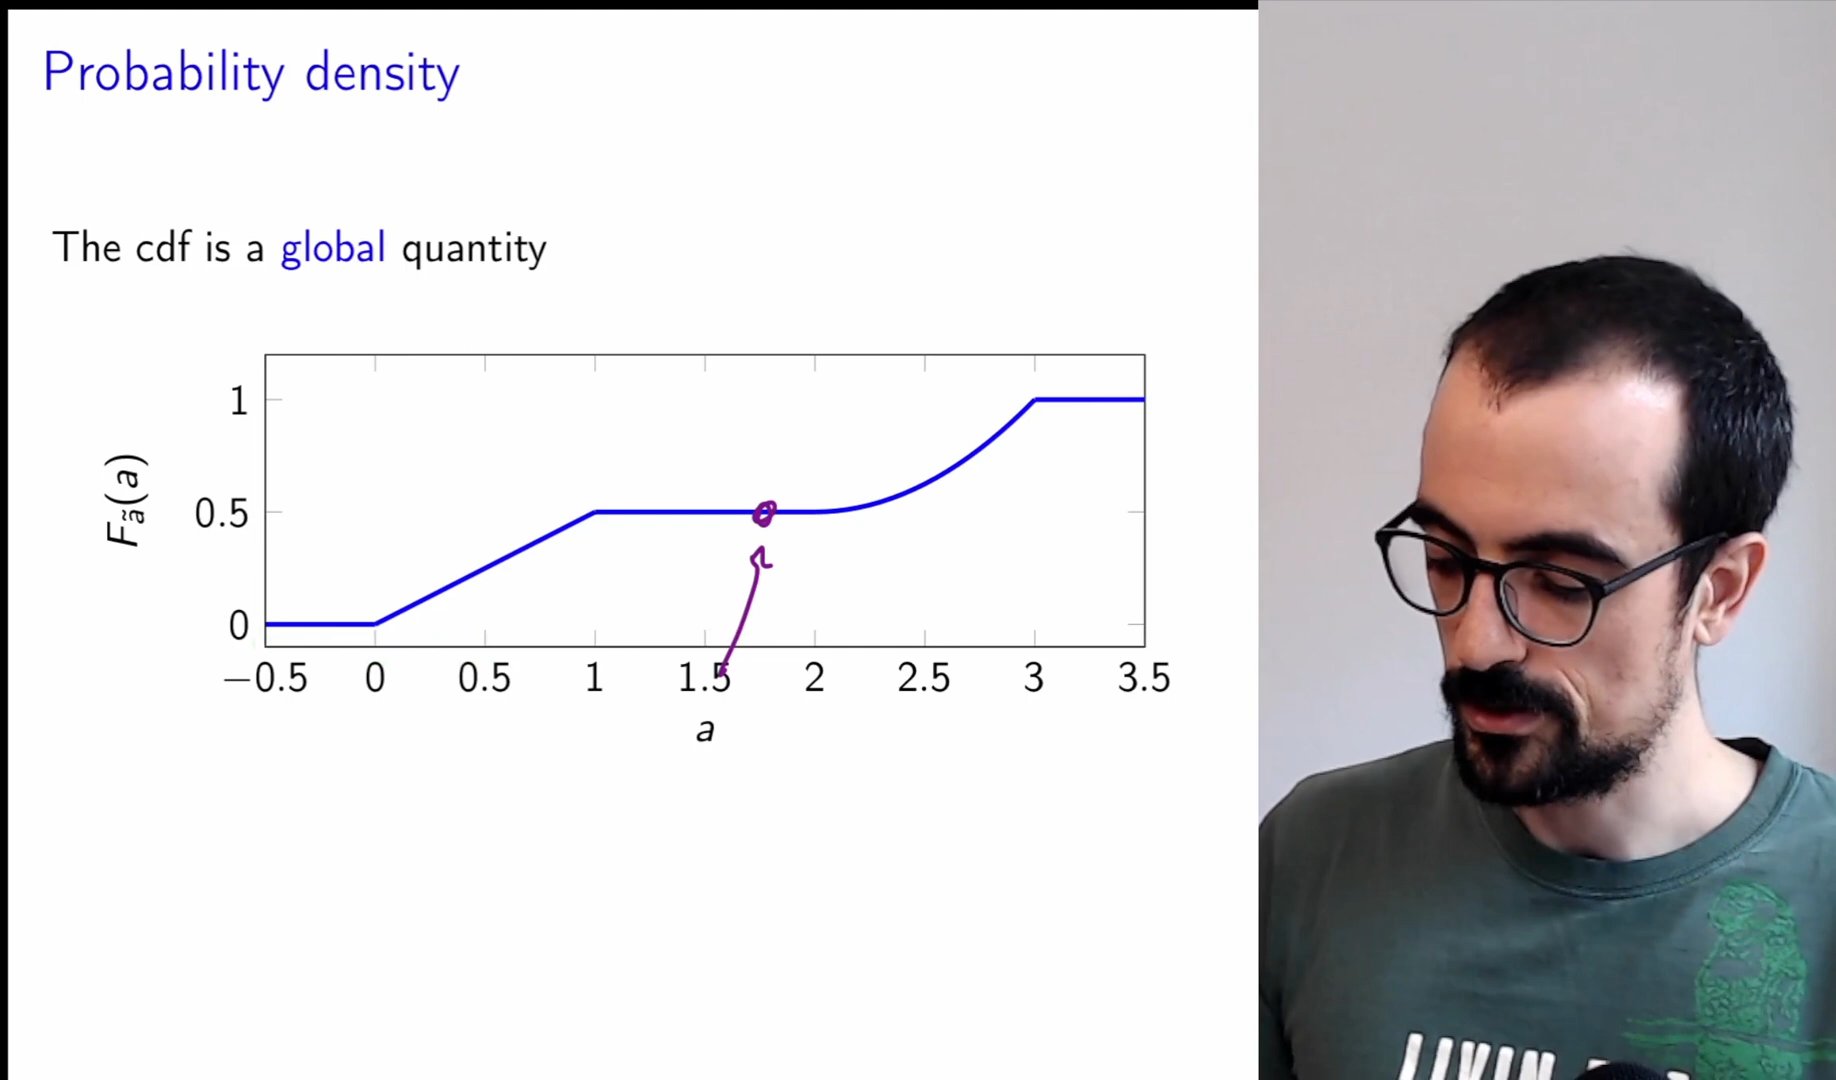 Probability density
The cdf is a global quantity
1
0.5
0
F_ã(a)
−0.5 0 0.5 1 1.5 2 2.5 3 3.5
a
LIVIN